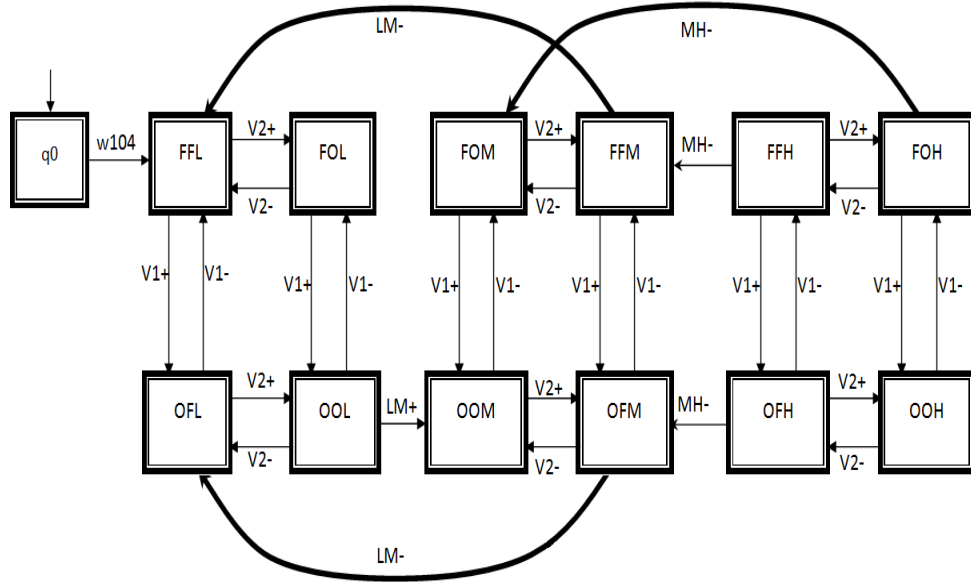 LM-
MH-
w104
V2+
V2+
MH-
V2+
q0
FFL
FOL
FOM
FFM
FFH
FOH
V2-
V2-
V2-
V1+
V1-
V1+
V1-
V1+
V1-
V1+
V1-
V1+
V1-
V1+
V1-
V2+
LM+
V2+
MH-
V2+
OFL
OOL
OOM
OFM
OFH
OOH
V2-
V2-
V2-
LM-